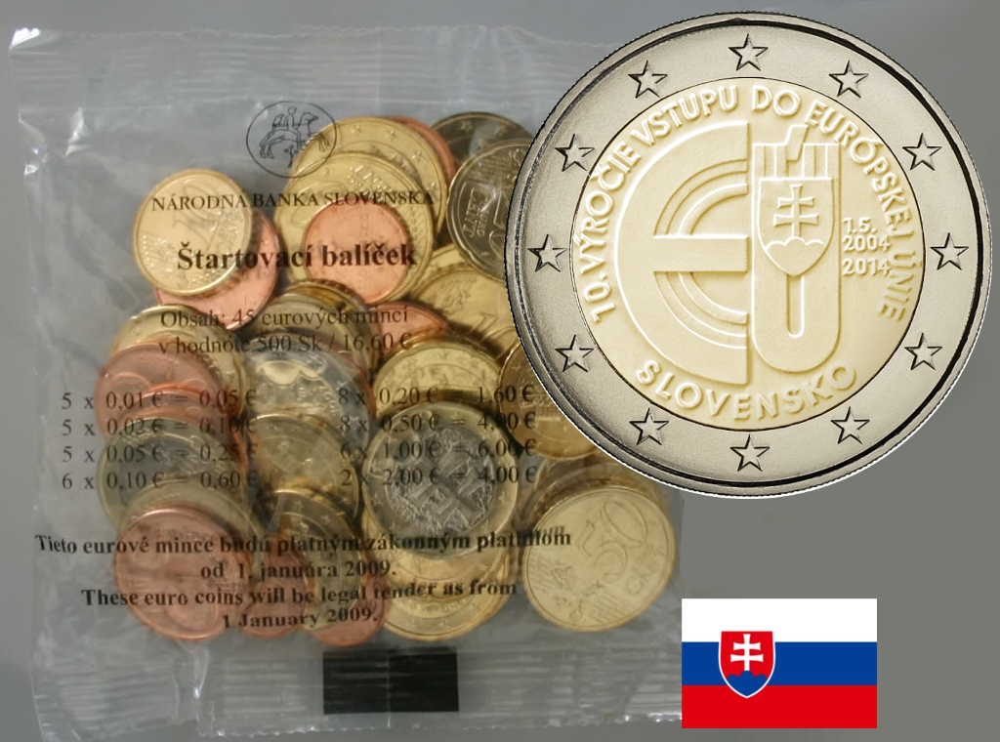 NÁRODNÁ BANKA SLOVENSKA
Štartovací balíček
Obsah: 45 eurových mincí
v hodnote 500 Sk / 16,60 €
5 x 0,01 € = 0,05 € 8 x 0,20 € = 1,60 €
5 x 0,02 € = 0,10 € 8 x 0,50 € = 4,00 €
5 x 0,05 € = 0,25 € 6 x 1,00 € = 6,00 €
6 x 0,10 € = 0,60 € 2 x 2,00 € = 4,00 €
Tieto eurové mince budú platným zákonným platidlom
od 1. januára 2009.
These euro coins will be legal tender as from
1 January 2009.
10. VÝROČIE VSTUPU DO EURÓPSKEJ ÚNIE
1.5.
2004
2014
SLOVENSKO
50